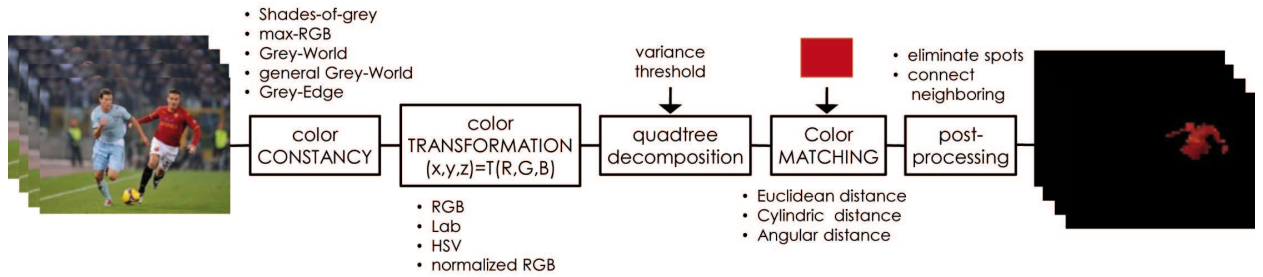 • Shades-of-grey
• max-RGB
• Grey-World
• general Grey-World
• Grey-Edge
color
CONSTANCY
color
TRANSFORMATION
(x,y,z)=T(R,G,B)
• RGB
• Lab
• HSV
• normalized RGB
variance
threshold
quadtree
decomposition
Color
MATCHING
• Euclidean distance
• Cylindric distance
• Angular distance
• eliminate spots
• connect
neighboring
post-
processing